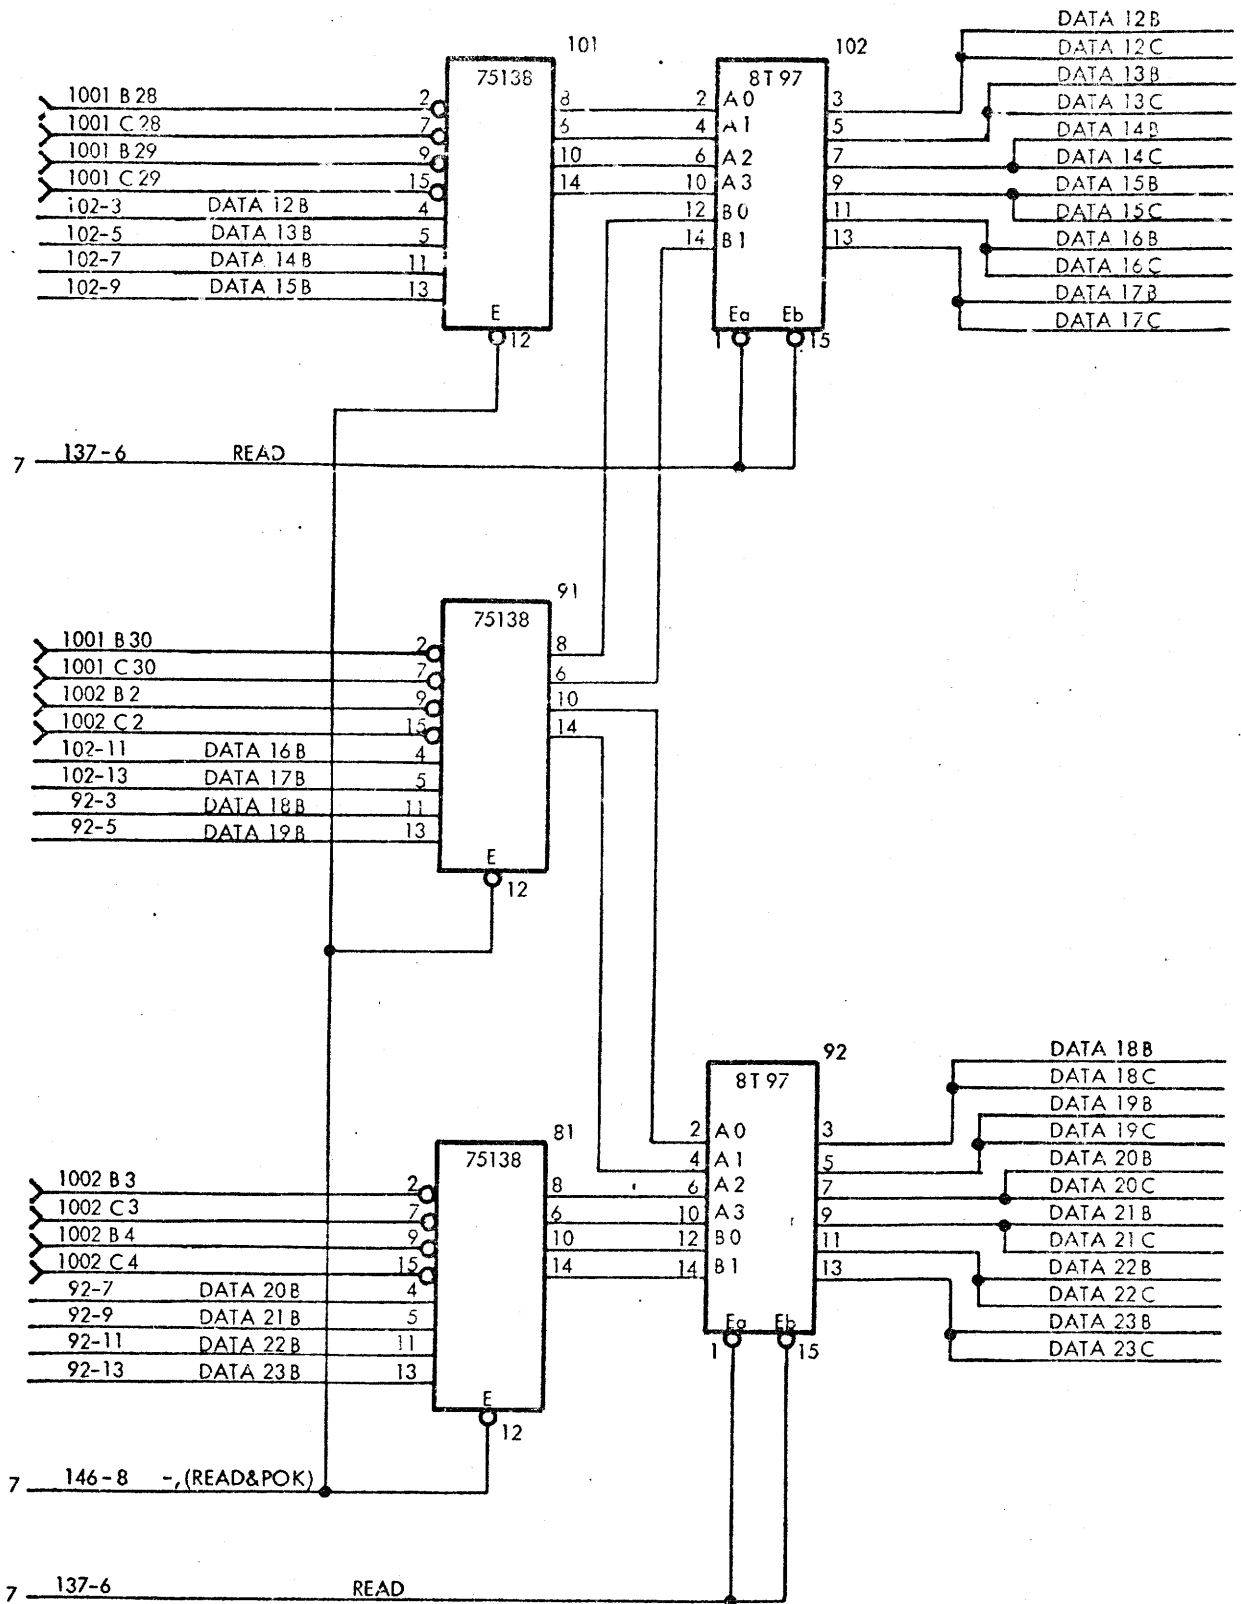 DATA 12B
101
102
DATA 12C
75138
8T97
DATA 13B
1001 B28 2 8 2 A0 3 DATA 13C
1001 C28 7 6 4 A1 5 DATA 14B
1001 B29 9 10 6 A2 7 DATA 14C
1001 C29 15 14 10 A3 9 DATA 15B
102-3 DATA 12B 4 12 B0 11 DATA 15C
102-5 DATA 13B 5 14 B1 13 DATA 16B
102-7 DATA 14B 11 DATA 16C
102-9 DATA 15B 13 DATA 17B
E Ea Eb DATA 17C
12 1 15
7 137-6 READ
91
75138
1001 B30 2 8
1001 C30 7 6
1002 B2 9 10
1002 C2 15 14
102-11 DATA 16B 4
102-13 DATA 17B 5
92-3 DATA 18B 11
92-5 DATA 19B 13
E
12
92 DATA 18B
8T97 DATA 18C
DATA 19B
81 2 A0 3 DATA 19C
75138 4 A1 5 DATA 20B
1002 B3 2 8 6 A2 7 DATA 20C
1002 C3 7 6 10 A3 9 DATA 21B
1002 B4 9 10 12 B0 11 DATA 21C
1002 C4 15 14 14 B1 13 DATA 22B
92-7 DATA 20B 4 DATA 22C
92-9 DATA 21B 5 Ea Eb DATA 23B
92-11 DATA 22B 11 1 15 DATA 23C
92-13 DATA 23B 13
E
12
7 146-8 -,(READ&POK)
7 137-6 READ